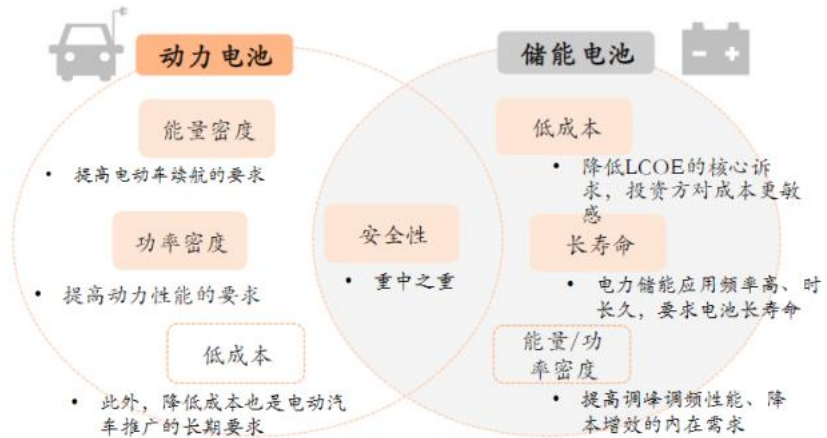 动力电池
能量密度
• 提高电动车续航的要求
功率密度
• 提高动力性能的要求
低成本
• 此外，降低成本也是电动汽
车推广的长期要求
安全性
• 重中之重
储能电池
低成本
• 降低LCOE的核心诉
求，投资方对成本更敏
感
长寿命
• 电力储能应用频率高、时
长久，要求电池长寿命
能量/功
率密度
• 提高调峰调频性能、降
本增效的内在需求